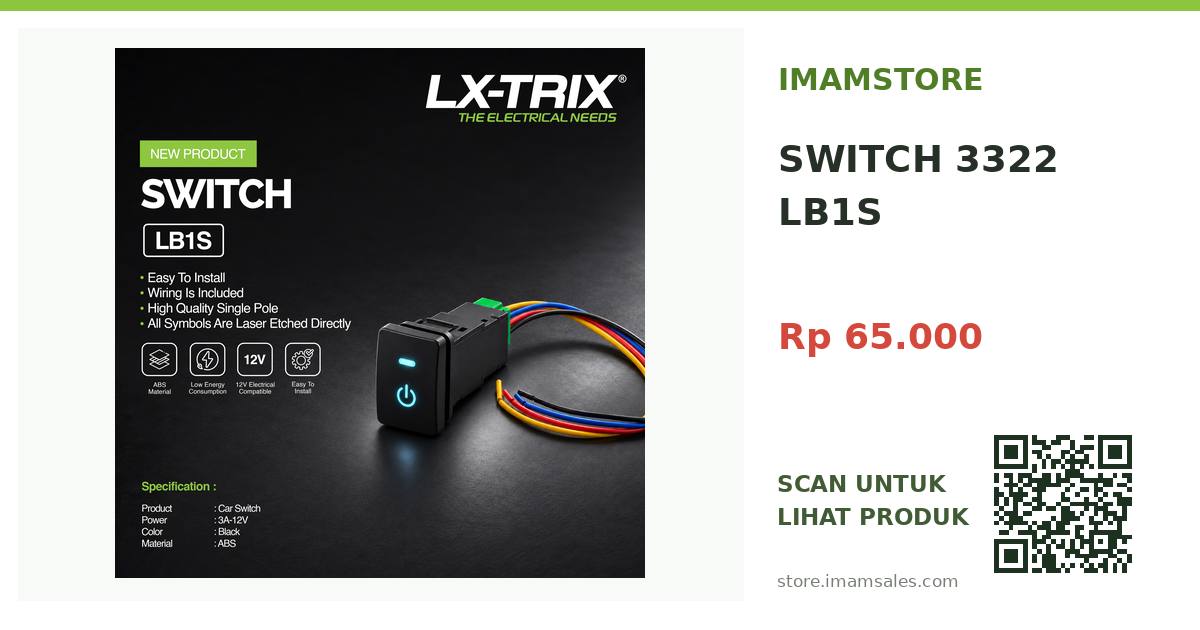 LX-TRIX®
THE ELECTRICAL NEEDS
NEW PRODUCT
SWITCH
LB1S
• Easy To Install
• Wiring Is Included
• High Quality Single Pole
• All Symbols Are Laser Etched Directly
12V
ABS Material
Low Energy Consumption
12V Electrical Compatible
Easy To Install
Specification :
Product : Car Switch
Power : 3A-12V
Color : Black
Material : ABS
IMAMSTORE
SWITCH 3322
LB1S
Rp 65.000
SCAN UNTUK
LIHAT PRODUK
store.imamsales.com